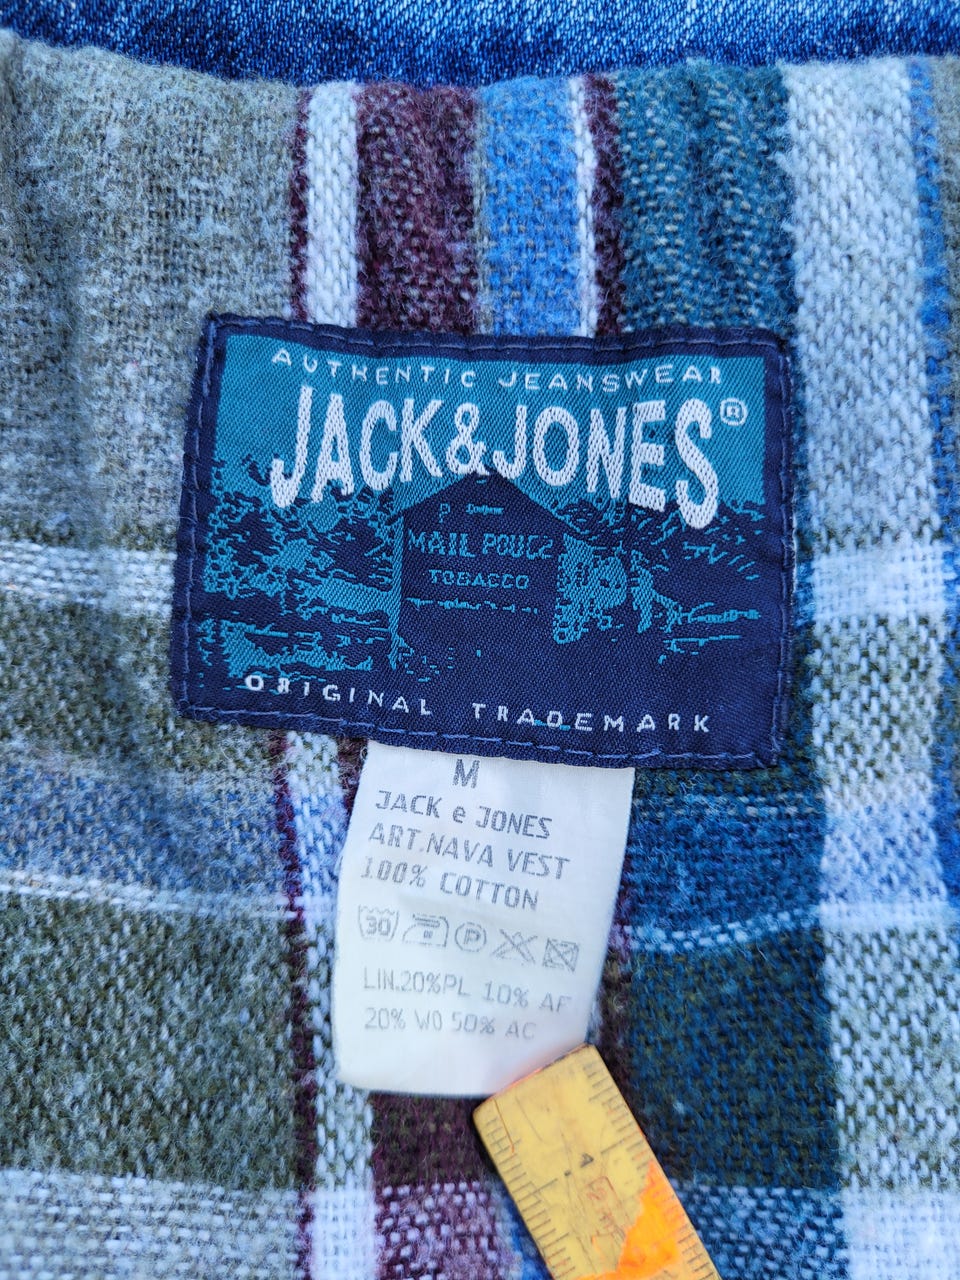 AUTHENTIC JEANSWEAR
JACK&JONES®
MAIL POUCH
TOBACCO
ORIGINAL TRADEMARK
M
JACK e JONES
ART.NAVA VEST
100% COTTON
30 P
LIN.20%PL 10% AF
20% WO 50% AC